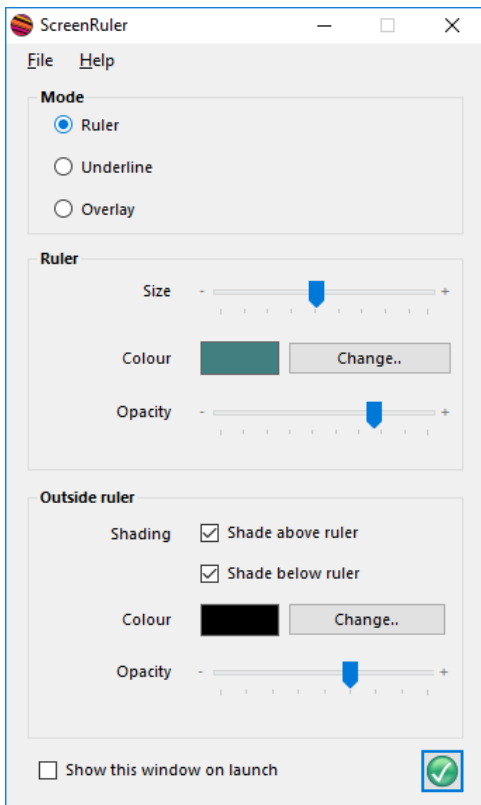 ScreenRuler
File Help
Mode
Ruler
Underline
Overlay
Ruler
Size - +
Colour Change..
Opacity - +
Outside ruler
Shading Shade above ruler
Shade below ruler
Colour Change..
Opacity - +
Show this window on launch